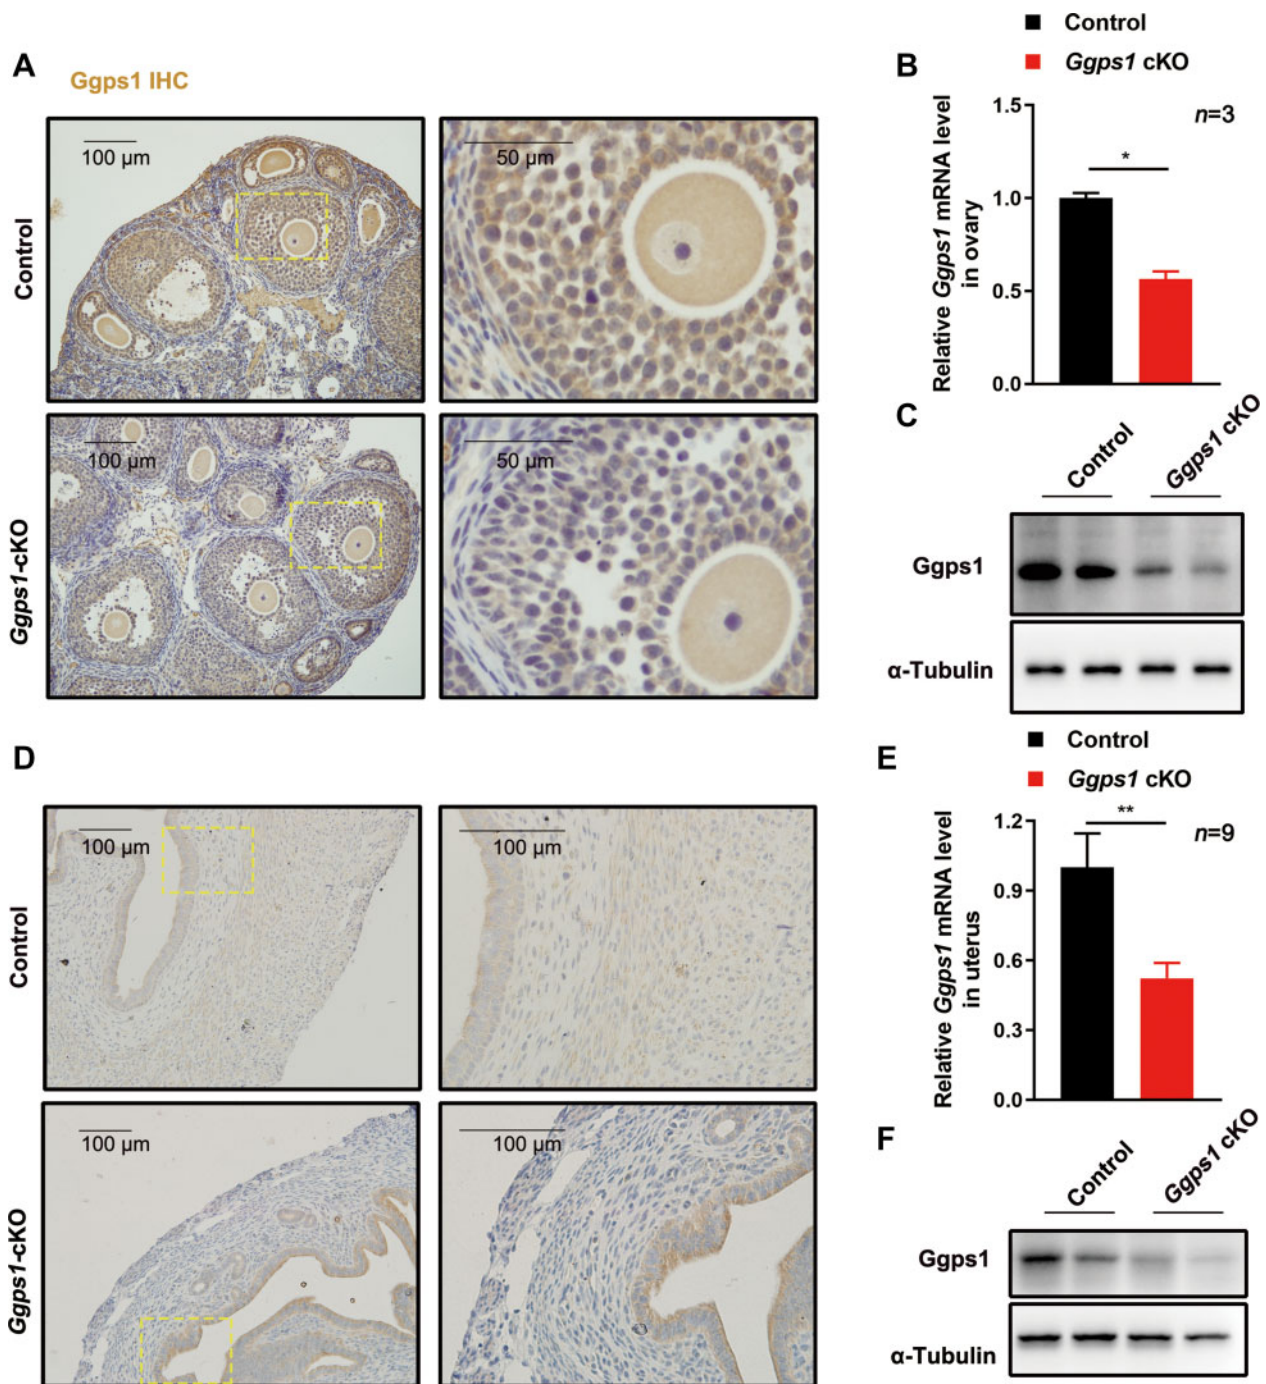 A
Ggps1 IHC
100 µm
50 µm
Control
100 µm
50 µm
Ggps1-cKO
B
Control
Ggps1 cKO
Relative Ggps1 mRNA level
in ovary
1.5
1.0
0.5
0.0
n=3
*
C
Control
Ggps1 cKO
Ggps1
α-Tubulin
D
100 µm
100 µm
Control
100 µm
100 µm
Ggps1-cKO
E
Control
Ggps1 cKO
Relative Ggps1 mRNA level
in uterus
1.2
0.9
0.6
0.3
0.0
n=9
**
F
Control
Ggps1 cKO
Ggps1
α-Tubulin